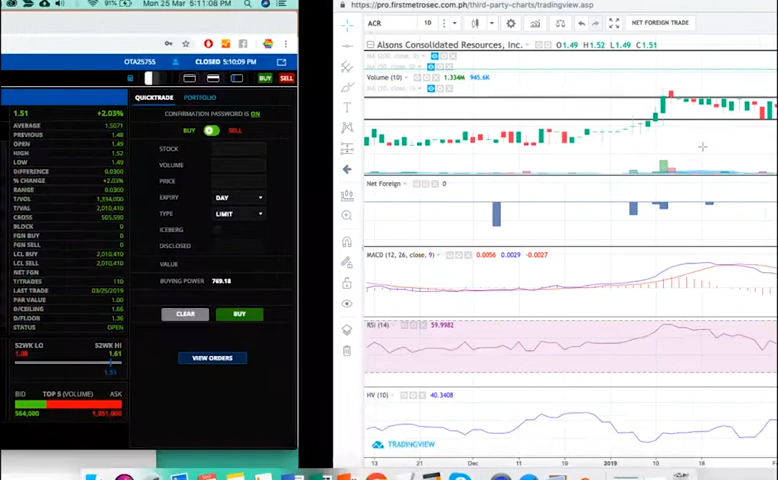 91% Mon 25 Mar 5:11:08 PM
OTA25755 CLOSED 5:10:09 PM
BUY SELL
1.51 +2.03%
AVERAGE 1.5071
PREVIOUS 1.48
OPEN 1.49
HIGH 1.52
LOW 1.49
DIFFERENCE 0.0300
% CHANGE +2.03%
RANGE 0.0300
T/VOL 1,334,000
T/VAL 2,010,410
CROSS 505,590
BLOCK 0
FGN BUY 0
FGN SELL 0
LCL BUY 2,010,410
LCL SELL 2,010,410
NET FGN
T/TRADES 110
LAST TRADE 03/25/2019
PAR VALUE 1.00
D/CEILING 1.66
D/FLOOR 1.36
STATUS OPEN
52WK LO 52WK HI
1.08 1.61
1.51
BID TOP 5 (VOLUME) ASK
564,000 1,351,000
QUICKTRADE PORTFOLIO
CONFIRMATION PASSWORD IS ON
BUY SELL
STOCK
VOLUME
PRICE
EXPIRY DAY
TYPE LIMIT
ICEBERG
DISCLOSED
VALUE
BUYING POWER 769.18
CLEAR BUY
VIEW ORDERS
https://pro.firstmetrosec.com.ph/third-party-charts/tradingview.asp
ACR 1D NET FOREIGN TRADE
Alsons Consolidated Resources, Inc. O1.49 H1.52 L1.49 C1.51
Volume (10) 1.334M 945.6K
Net Foreign 0
MACD (12, 26, close, 9) 0.0056 0.0029 -0.0027
RSI (14) 59.9982
HV (10) 40.3408
TRADINGVIEW
13 21 Dec 11 19 2019 10 18